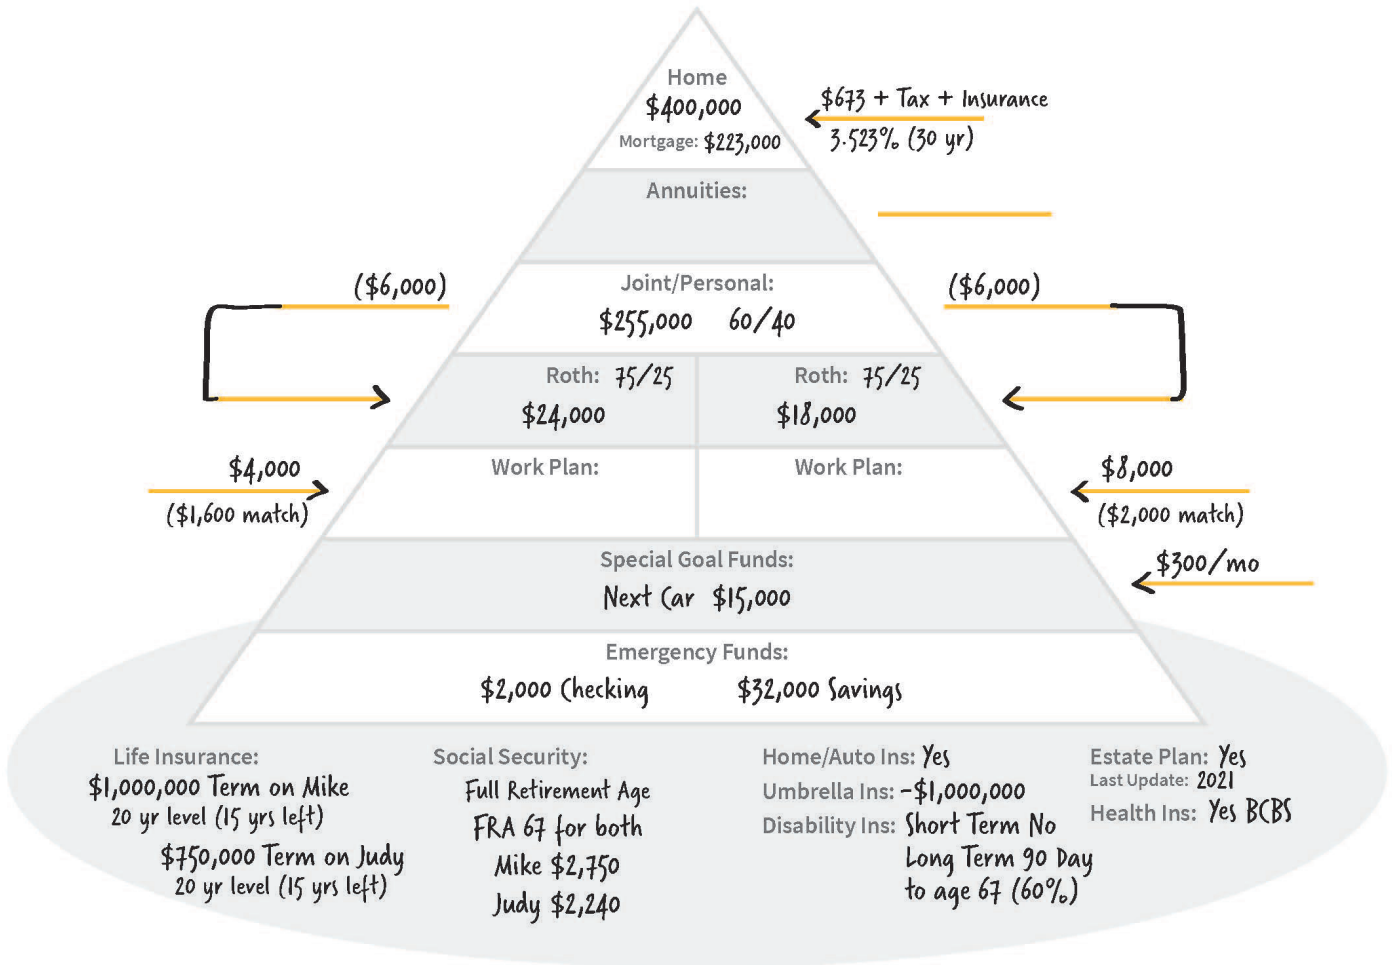 Home
$400,000
Mortgage: $223,000
$673 + Tax + Insurance
3.523% (30 yr)
Annuities:
($6,000)
Joint/Personal:
$255,000 60/40
($6,000)
Roth: 75/25
$24,000
Roth: 75/25
$18,000
$4,000
($1,600 match)
Work Plan:
Work Plan:
$8,000
($2,000 match)
Special Goal Funds:
Next Car $15,000
$300/mo
Emergency Funds:
$2,000 Checking
$32,000 Savings
Life Insurance:
$1,000,000 Term on Mike
20 yr level (15 yrs left)
$750,000 Term on Judy
20 yr level (15 yrs left)
Social Security:
Full Retirement Age
FRA 67 for both
Mike $2,750
Judy $2,240
Home/Auto Ins: Yes
Umbrella Ins: -$1,000,000
Disability Ins: Short Term No
Long Term 90 Day
to age 67 (60%)
Estate Plan: Yes
Last Update: 2021
Health Ins: Yes BCBS